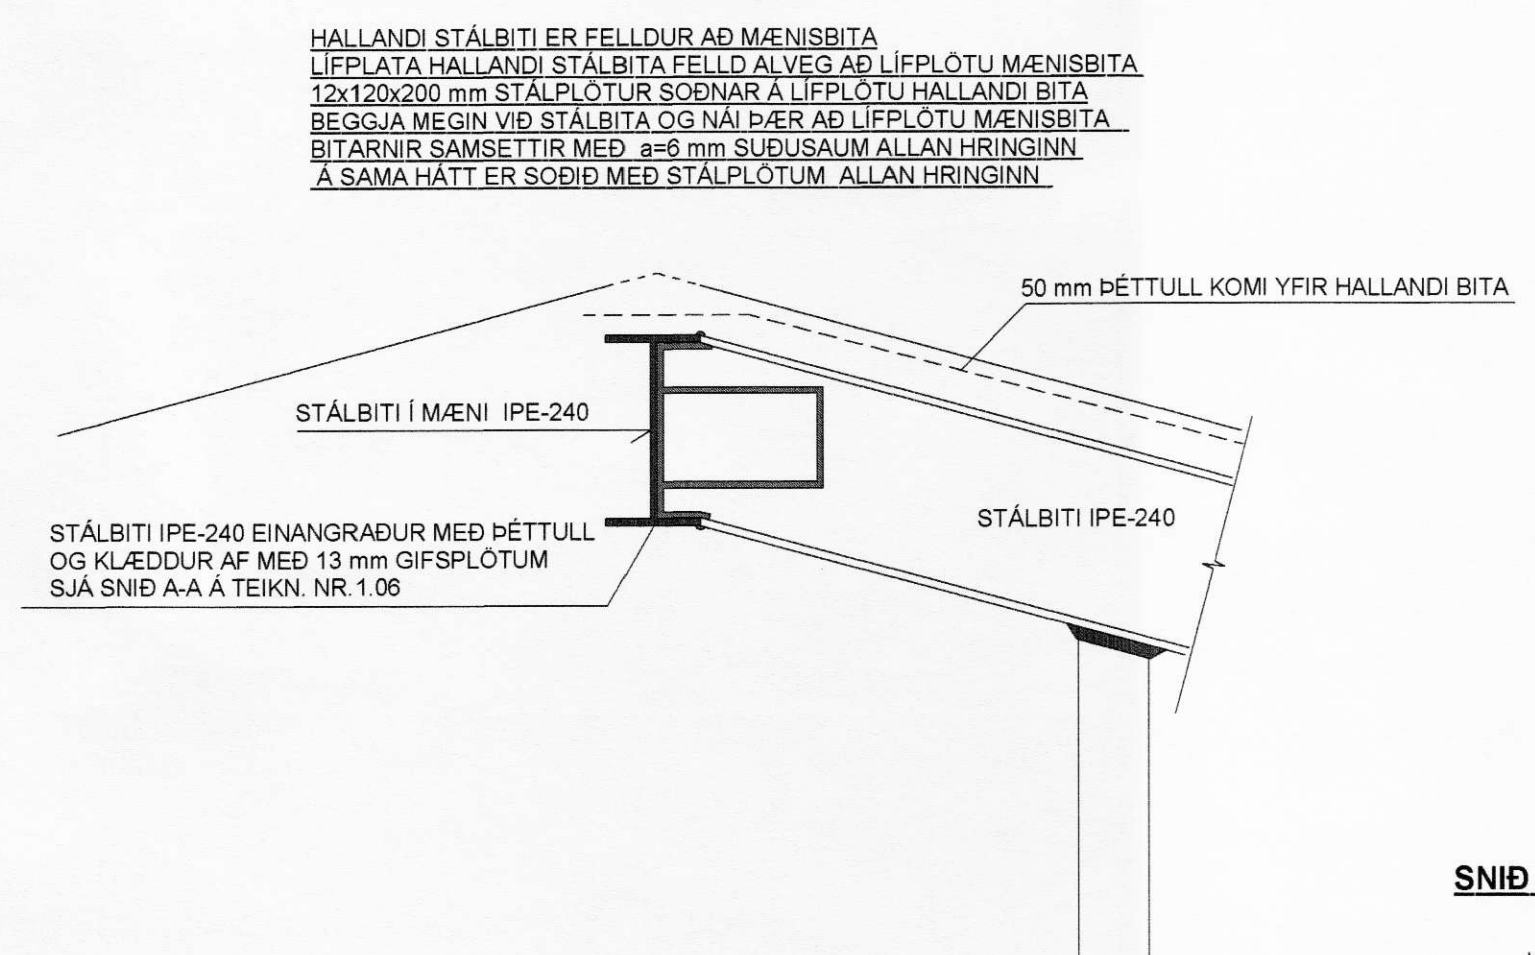 HALLANDI STÁLBITI ER FELLDUR AÐ MÆNISBITA
LÍFPLATA HALLANDI STÁLBITA FELLD ALVEG AÐ LÍFPLÖTU MÆNISBITA
12x120x200 mm STÁLPLÖTUR SOÐNAR Á LÍFPLÖTU HALLANDI BITA
BEGGJA MEGIN VIÐ STÁLBITA OG NÁI ÞÆR AÐ LÍFPLÖTU MÆNISBITA
BITARNIR SAMSETTIR MEÐ a=6 mm SUÐUSAUM ALLAN HRINGINN
Á SAMA HÁTT ER SOÐIÐ MEÐ STÁLPLÖTUM ALLAN HRINGINN
50 mm ÞÉTTULL KOMI YFIR HALLANDI BITA
STÁLBITI Í MÆNI IPE-240
STÁLBITI IPE-240
STÁLBITI IPE-240 EINANGRAÐUR MEÐ ÞÉTTULL
OG KLÆDDUR AF MEÐ 13 mm GIFSPLÖTUM
SJÁ SNIÐ A-A Á TEIKN. NR.1.06
SNIÐ